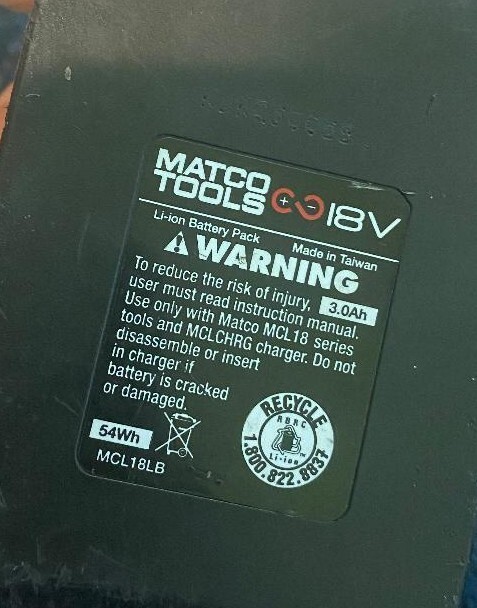 MATCO
TOOLS
+ - 18V
Li-ion Battery Pack
Made in Taiwan
WARNING
To reduce the risk of injury,
user must read instruction manual.
3.0Ah
Use only with Matco MCL18 series
tools and MCLCHRG charger. Do not
disassemble or insert
in charger if
battery is cracked
or damaged.
54Wh
MCL18LB
RECYCLE
RBRC
Li-ion
TM
1.800.822.8837